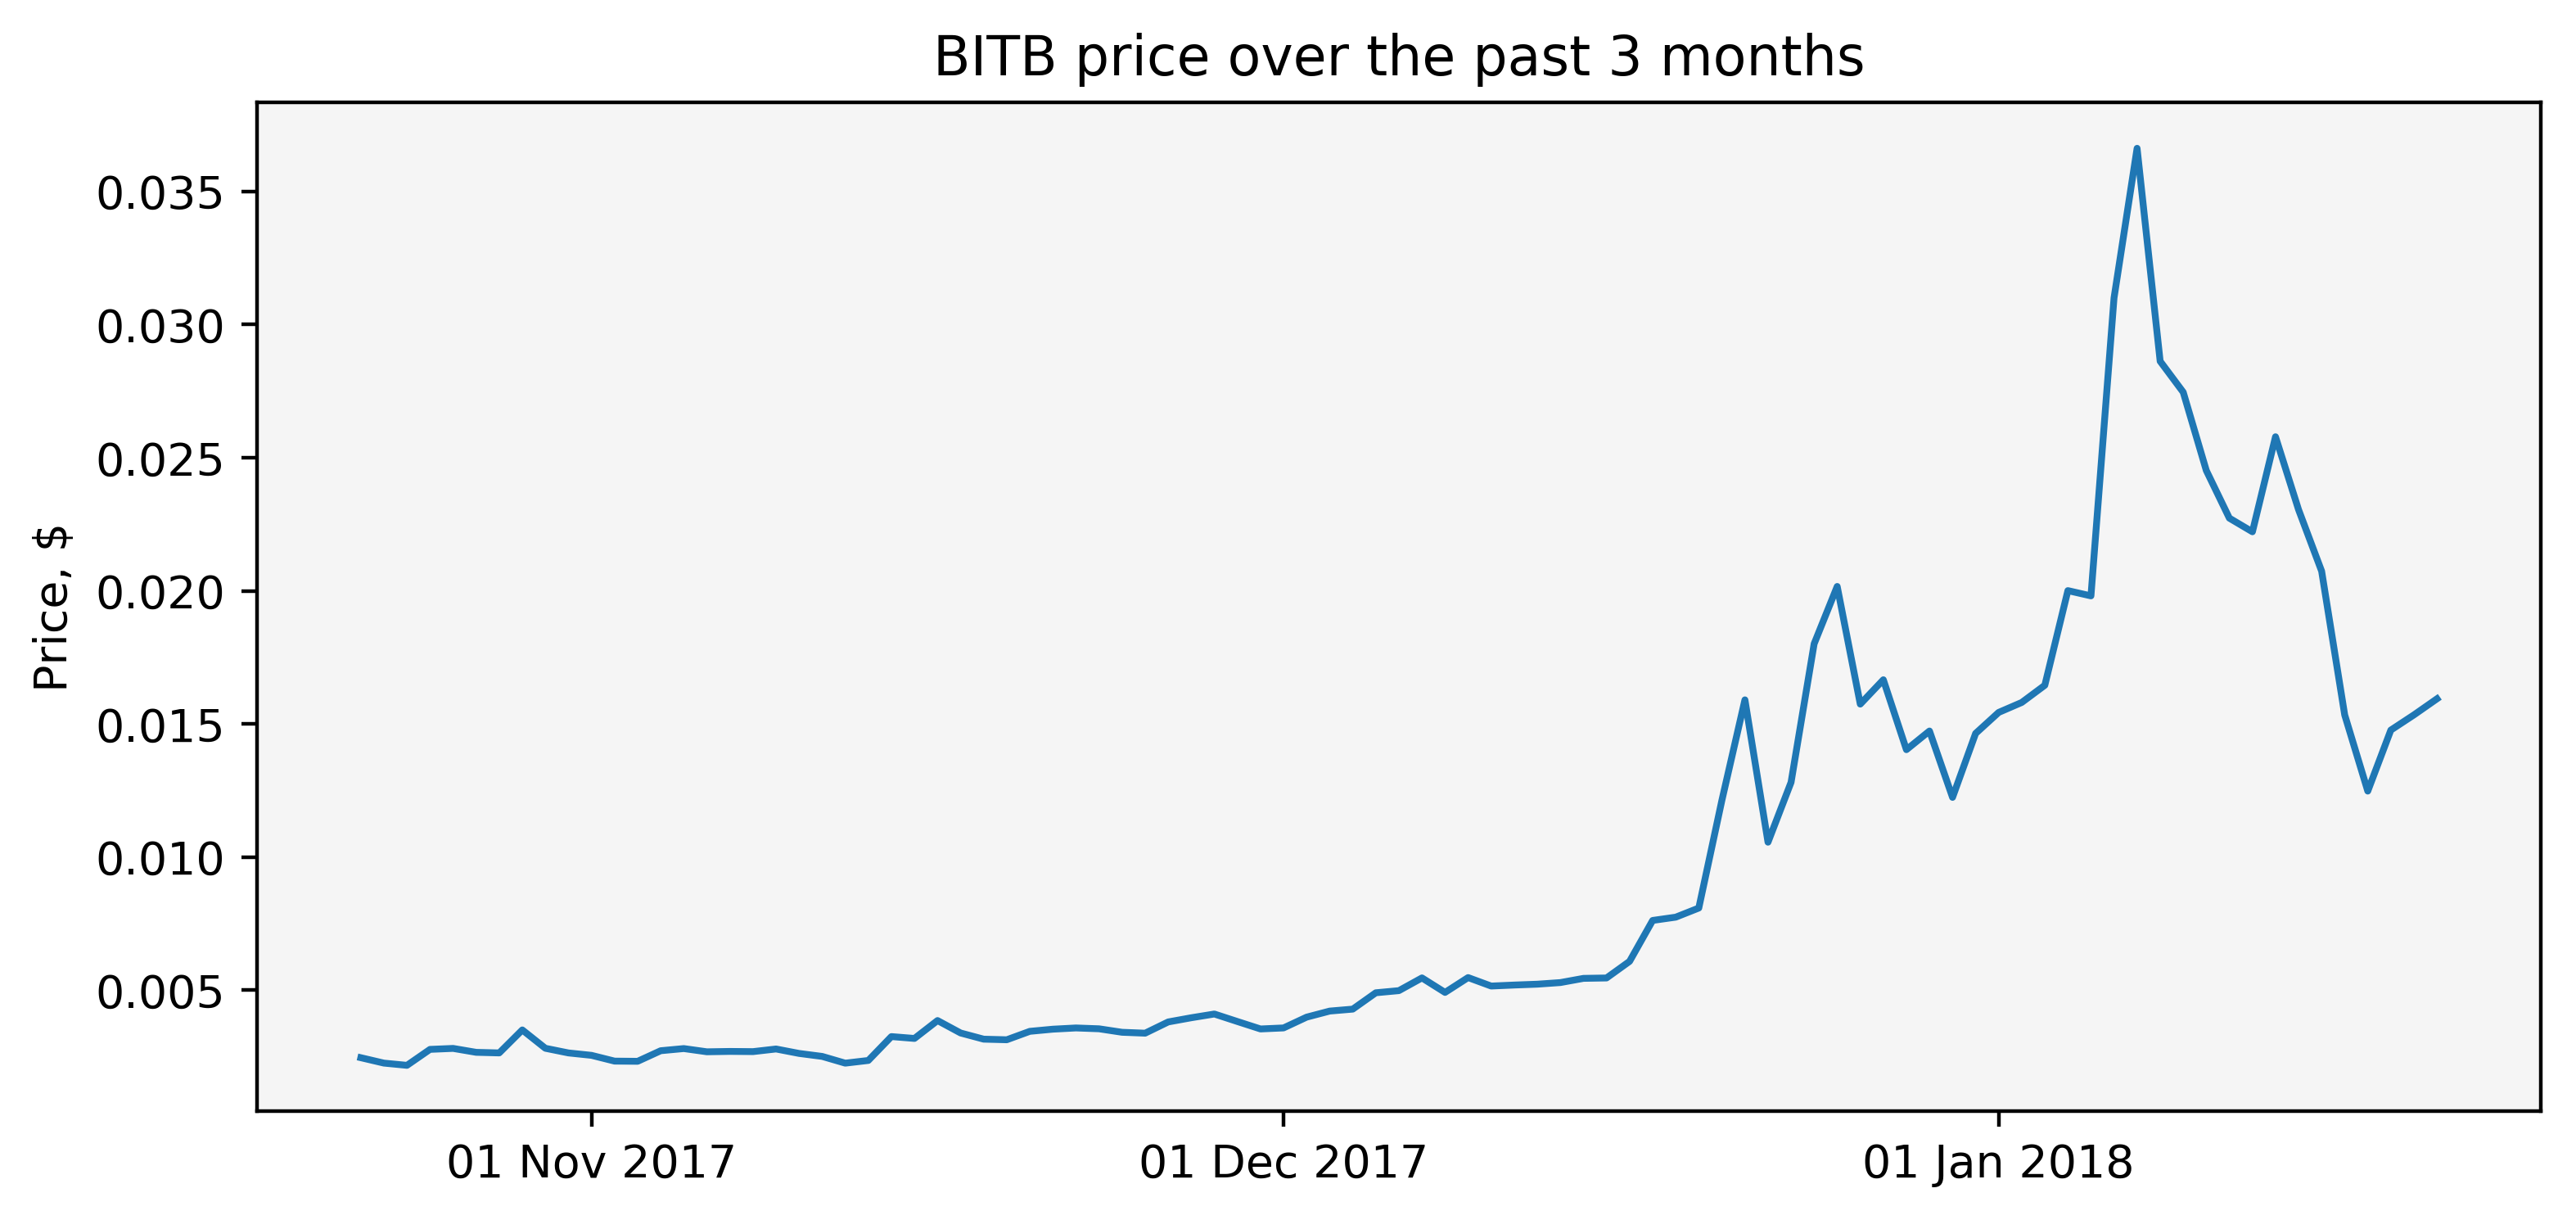 BITB price over the past 3 months
Price, $
0.035
0.030
0.025
0.020
0.015
0.010
0.005
01 Nov 2017
01 Dec 2017
01 Jan 2018